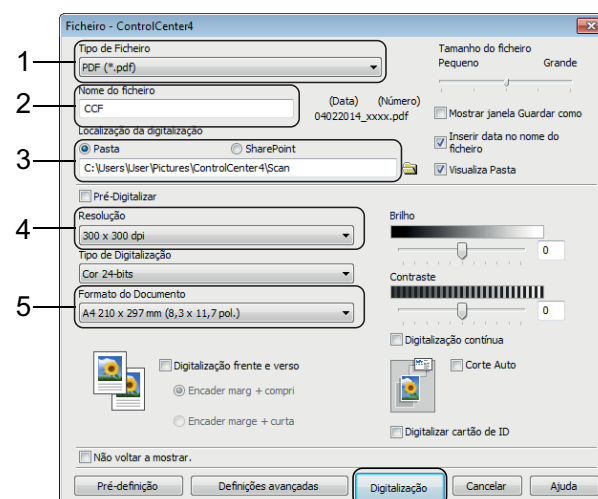 Ficheiro - ControlCenter4
1
Tipo de Ficheiro
PDF (*.pdf)
Tamanho do ficheiro
Pequeno Grande
2
Nome do ficheiro
CCF
(Data) (Número)
04022014_xxxx.pdf
Mostrar janela Guardar como
Inserir data no nome do
ficheiro
Visualiza Pasta
3
Localização da digitalização
Pasta SharePoint
C:\Users\User\Pictures\ControlCenter4\Scan
Pré-Digitalizar
4
Resolução
300 x 300 dpi
Tipo de Digitalização
Cor 24-bits
5
Formato do Documento
A4 210 x 297 mm (8,3 x 11,7 pol.)
Brilho
0
Contraste
0
Digitalização contínua
Digitalização frente e verso
Encader marg + compri
Encader marge + curta
Corte Auto
Digitalizar cartão de ID
Não voltar a mostrar.
Pré-definição Definições avançadas Digitalização Cancelar Ajuda